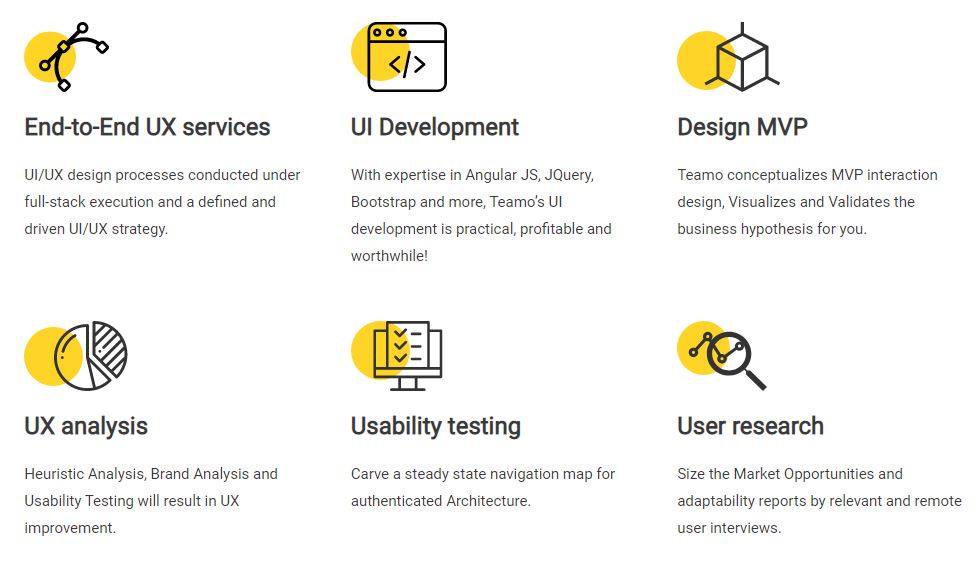 End-to-End UX services
UI/UX design processes conducted under
full-stack execution and a defined and
driven UI/UX strategy.
UI Development
With expertise in Angular JS, JQuery,
Bootstrap and more, Teamo’s UI
development is practical, profitable and
worthwhile!
Design MVP
Teamo conceptualizes MVP interaction
design, Visualizes and Validates the
business hypothesis for you.
UX analysis
Heuristic Analysis, Brand Analysis and
Usability Testing will result in UX
improvement.
Usability testing
Carve a steady state navigation map for
authenticated Architecture.
User research
Size the Market Opportunities and
adaptability reports by relevant and remote
user interviews.